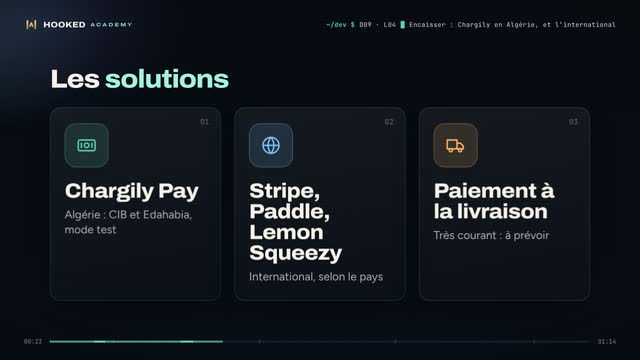 HOOKED ACADEMY
~/dev $ D09 · L04 Encaisser : Chargily en Algérie, et l'international
Les solutions
01
Chargily Pay
Algérie : CIB et Edahabia,
mode test
02
Stripe,
Paddle,
Lemon
Squeezy
International, selon le pays
03
Paiement à
la livraison
Très courant : à prévoir
00:23
01:14